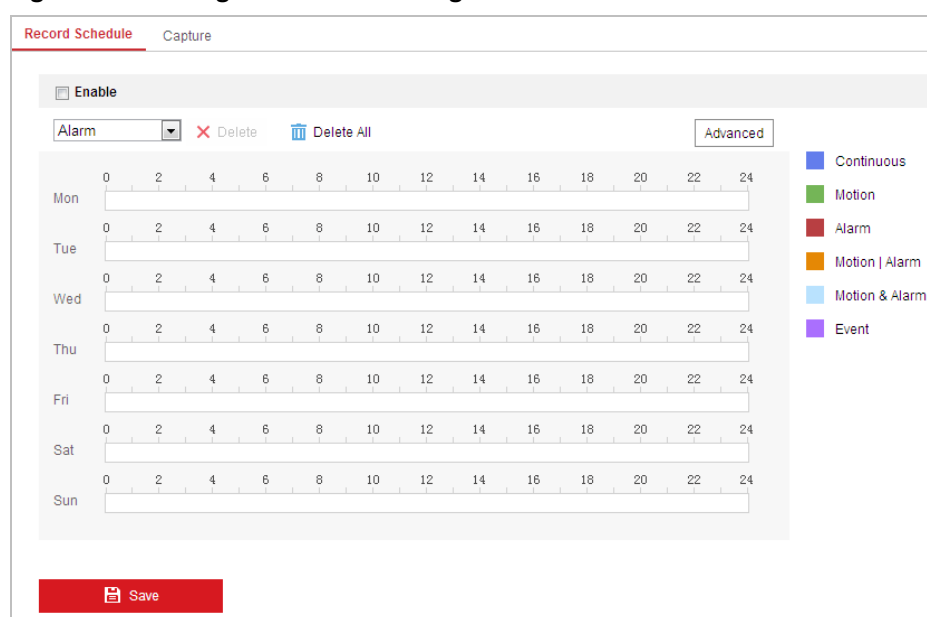 Record Schedule Capture
Enable
Alarm Delete Delete All Advanced
Continuous
Motion
Alarm
Motion | Alarm
Motion & Alarm
Event
0 2 4 6 8 10 12 14 16 18 20 22 24
Mon
0 2 4 6 8 10 12 14 16 18 20 22 24
Tue
0 2 4 6 8 10 12 14 16 18 20 22 24
Wed
0 2 4 6 8 10 12 14 16 18 20 22 24
Thu
0 2 4 6 8 10 12 14 16 18 20 22 24
Fri
0 2 4 6 8 10 12 14 16 18 20 22 24
Sat
0 2 4 6 8 10 12 14 16 18 20 22 24
Sun
Save